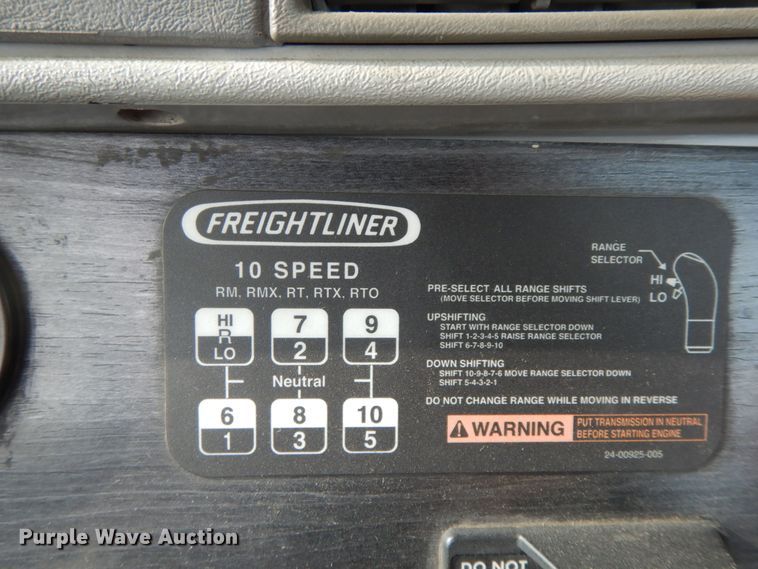 FREIGHTLINER
10 SPEED
RM, RMX, RT, RTX, RTO
HI
R
LO
7
2
9
4
Neutral
6
1
8
3
10
5
RANGE
SELECTOR
HI
LO
PRE-SELECT ALL RANGE SHIFTS
(MOVE SELECTOR BEFORE MOVING SHIFT LEVER)
UPSHIFTING
START WITH RANGE SELECTOR DOWN
SHIFT 1-2-3-4-5 RAISE RANGE SELECTOR
SHIFT 6-7-8-9-10
DOWN SHIFTING
SHIFT 10-9-8-7-6 MOVE RANGE SELECTOR DOWN
SHIFT 5-4-3-2-1
DO NOT CHANGE RANGE WHILE MOVING IN REVERSE
WARNING
PUT TRANSMISSION IN NEUTRAL
BEFORE STARTING ENGINE
24-00925-005
DO NOT
Purple Wave Auction